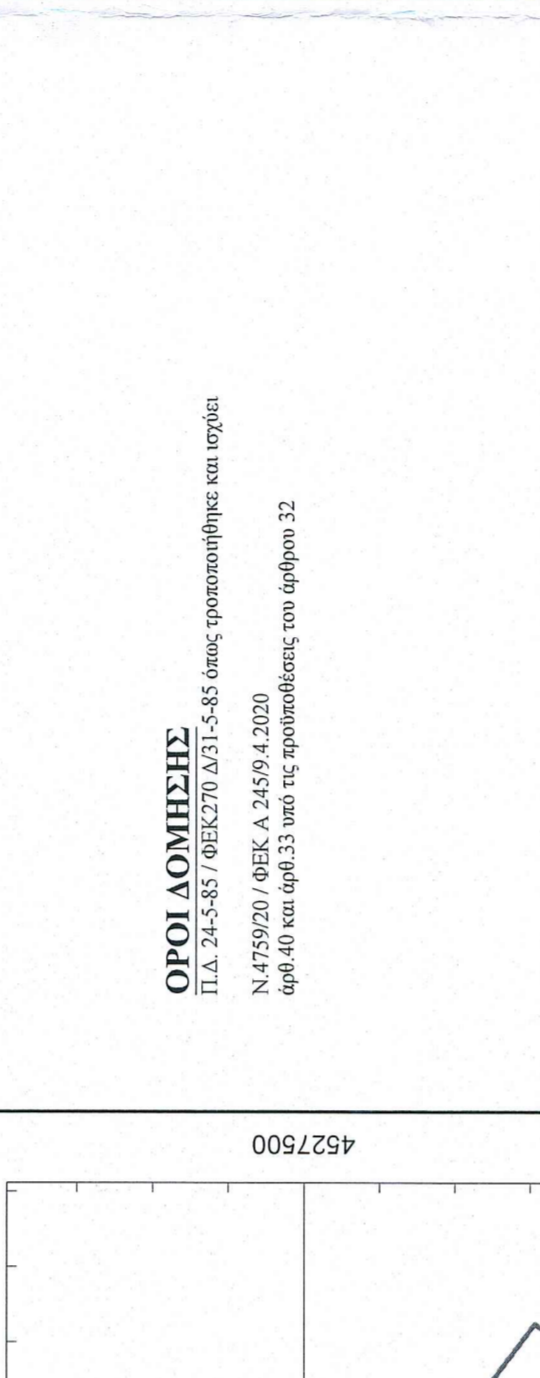 ΟΡΟΙ ΔΟΜΗΣΗΣ
Π.Δ. 24-5-85 / ΦΕΚ270 Δ/31-5-85 όπως τροποποιήθηκε και ισχύει
Ν.4759/20 / ΦΕΚ Α 245/9.4.2020
άρθ.40 και άρθ.33 υπό τις προϋποθέσεις του άρθρου 32
4527500